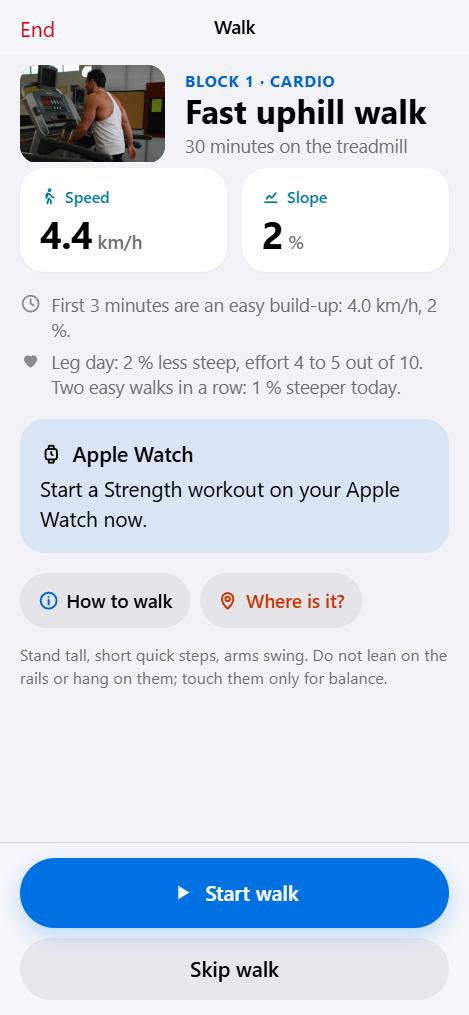 End
Walk
BLOCK 1 · CARDIO
Fast uphill walk
30 minutes on the treadmill
Speed
4.4 km/h
Slope
2 %
First 3 minutes are an easy build-up: 4.0 km/h, 2
%.
Leg day: 2 % less steep, effort 4 to 5 out of 10.
Two easy walks in a row: 1 % steeper today.
Apple Watch
Start a Strength workout on your Apple
Watch now.
How to walk
Where is it?
Stand tall, short quick steps, arms swing. Do not lean on the
rails or hang on them; touch them only for balance.
Start walk
Skip walk